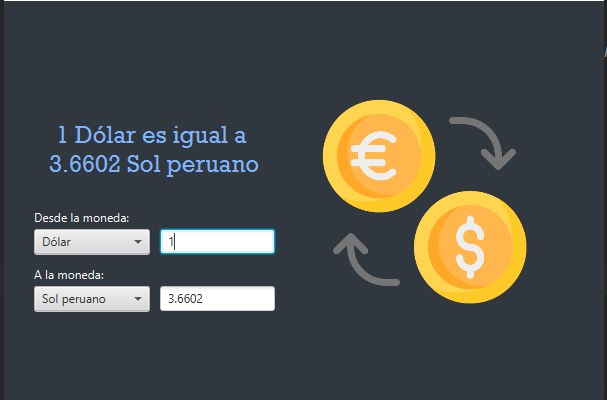 1 Dólar es igual a
3.6602 Sol peruano
Desde la moneda:
Dólar
1
A la moneda:
Sol peruano
3.6602
€
$